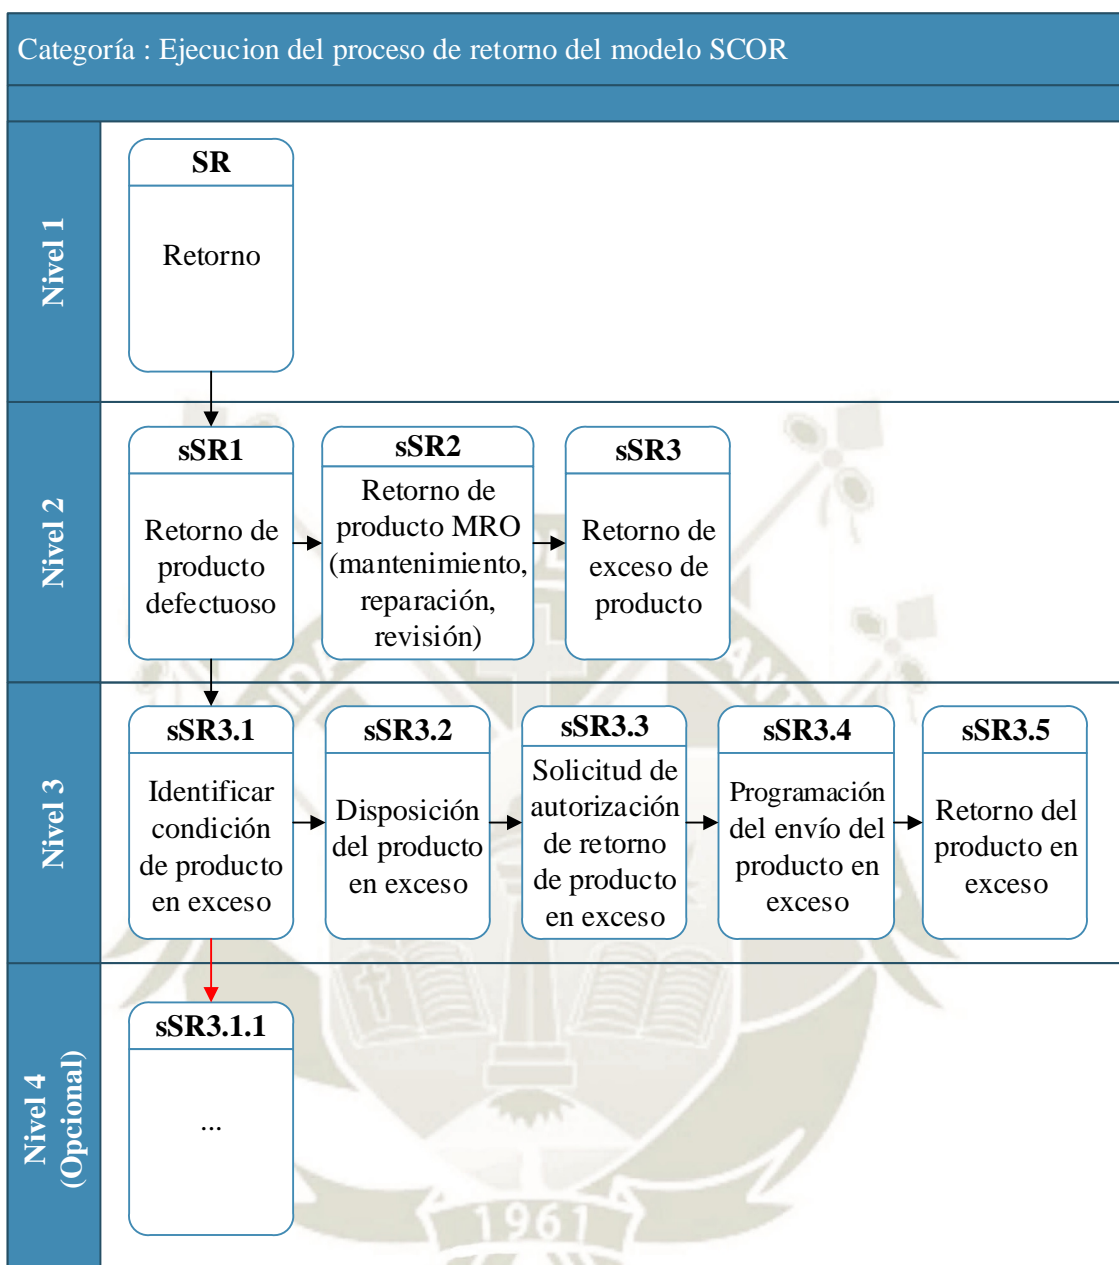 Categoría : Ejecucion del proceso de retorno del modelo SCOR
Nivel 1
SR
Retorno
Nivel 2
sSR1
Retorno de
producto
defectuoso
sSR2
Retorno de
producto MRO
(mantenimiento,
reparación,
revisión)
sSR3
Retorno de
exceso de
producto
Nivel 3
sSR3.1
Identificar
condición
de producto
en exceso
sSR3.2
Disposición
del producto
en exceso
sSR3.3
Solicitud de
autorización
de retorno
de producto
en exceso
sSR3.4
Programación
del envío del
producto en
exceso
sSR3.5
Retorno del
producto en
exceso
Nivel 4
(Opcional)
sSR3.1.1
...
1961